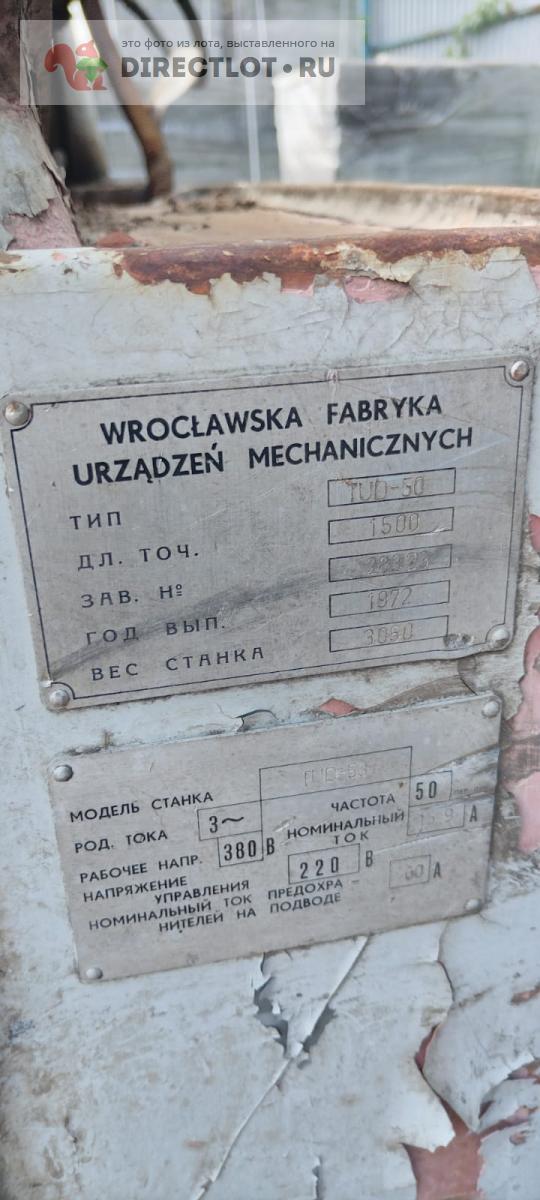 это фото из лота, выставленного на
DIRECTLOT.RU
WROCŁAWSKA FABRYKA
URZĄDZEŃ MECHANICZNYCH
ТИП TUD-50
ДЛ. ТОЧ. 1500
ЗАВ. №
ГОД ВЫП. 1972
ВЕС СТАНКА 3050
МОДЕЛЬ СТАНКА
РОД. ТОКА 3~ ЧАСТОТА 50
РАБОЧЕЕ НАПР. 380 В НОМИНАЛЬНЫЙ ТОК А
НАПРЯЖЕНИЕ УПРАВЛЕНИЯ 220 В
НОМИНАЛЬНЫЙ ТОК ПРЕДОХРА-
НИТЕЛЕЙ НА ПОДВОДЕ А